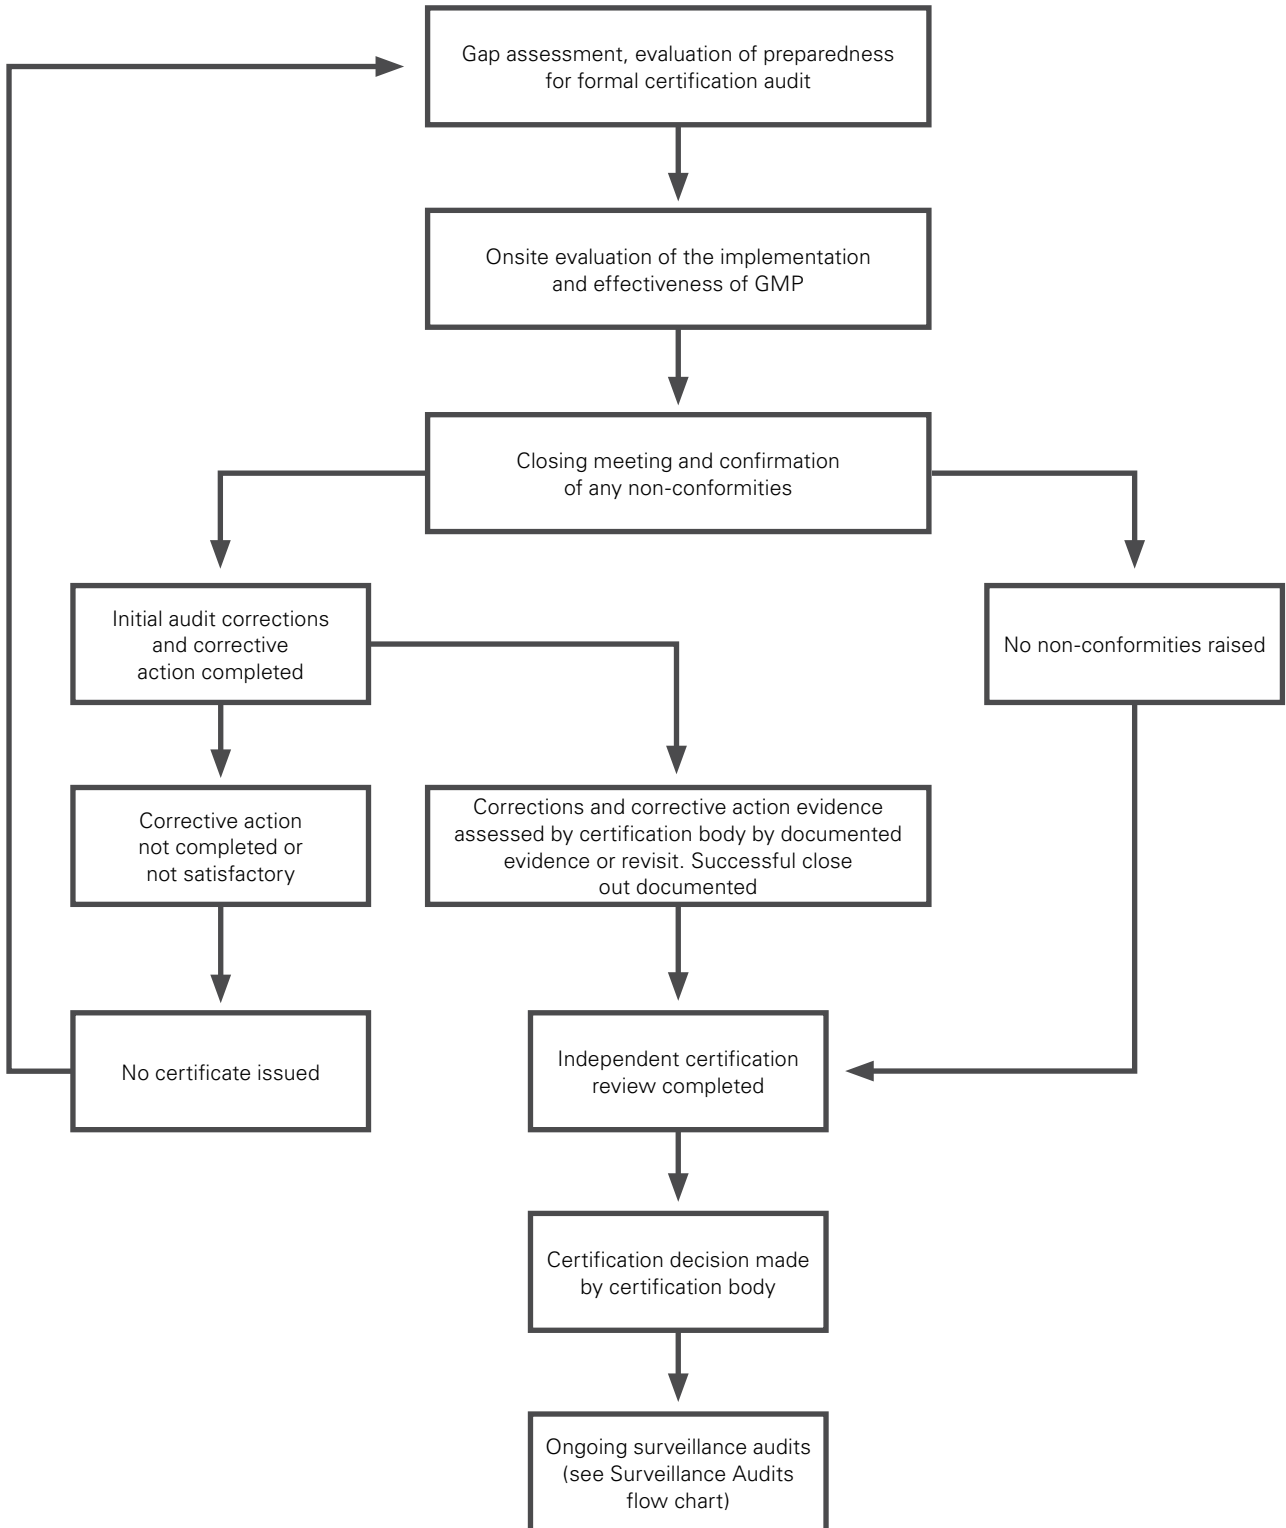 Gap assessment, evaluation of preparedness
for formal certification audit
Onsite evaluation of the implementation
and effectiveness of GMP
Closing meeting and confirmation
of any non-conformities
Initial audit corrections
and corrective
action completed
No non-conformities raised
Corrective action
not completed or
not satisfactory
Corrections and corrective action evidence
assessed by certification body by documented
evidence or revisit. Successful close
out documented
No certificate issued
Independent certification
review completed
Certification decision made
by certification body
Ongoing surveillance audits
(see Surveillance Audits
flow chart)